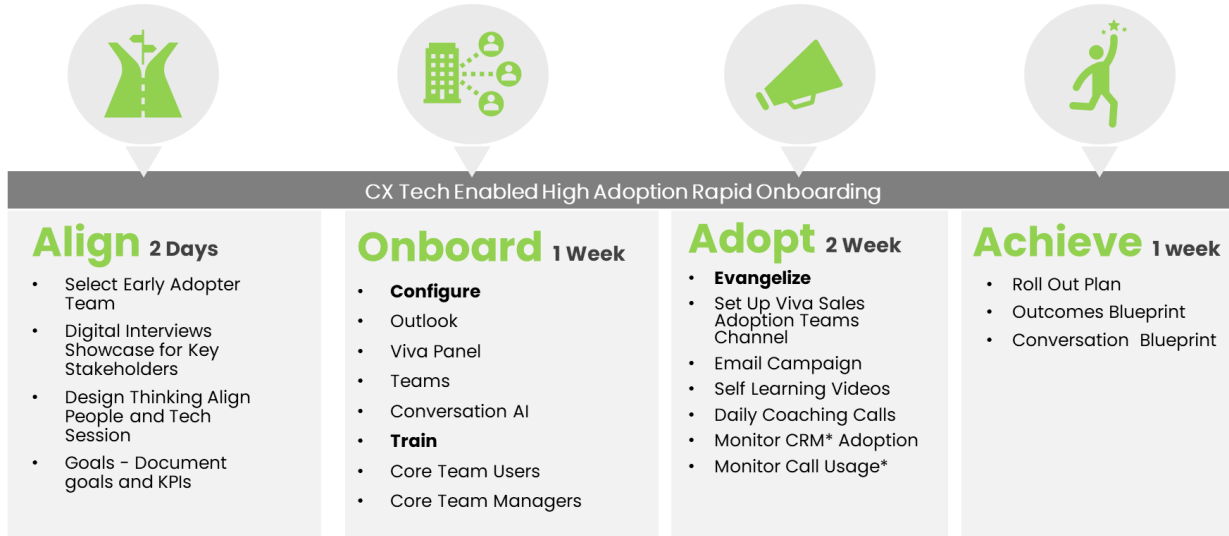 CX Tech Enabled High Adoption Rapid Onboarding
Align 2 Days
• Select Early Adopter
Team
• Digital Interviews
Showcase for Key
Stakeholders
• Design Thinking Align
People and Tech
Session
• Goals - Document
goals and KPIs
Onboard 1 Week
• Configure
• Outlook
• Viva Panel
• Teams
• Conversation AI
• Train
• Core Team Users
• Core Team Managers
Adopt 2 Week
• Evangelize
• Set Up Viva Sales
Adoption Teams
Channel
• Email Campaign
• Self Learning Videos
• Daily Coaching Calls
• Monitor CRM* Adoption
• Monitor Call Usage*
Achieve 1 week
• Roll Out Plan
• Outcomes Blueprint
• Conversation Blueprint